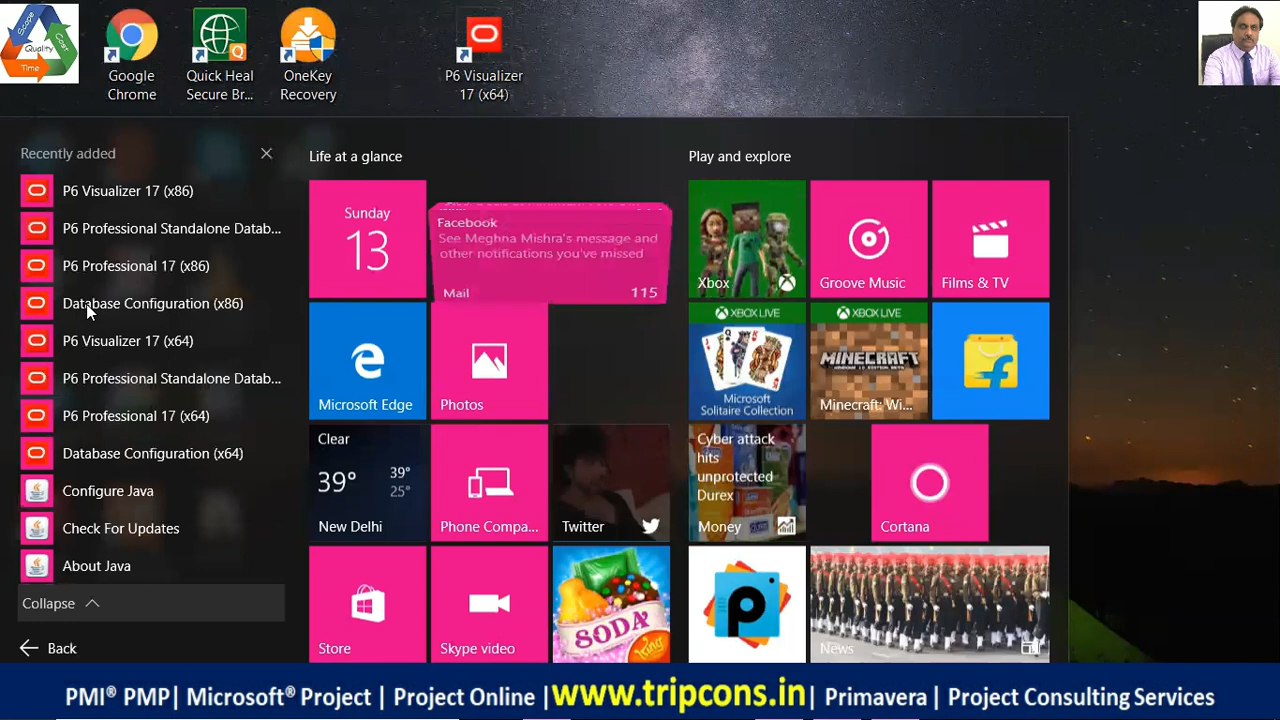 Scope
Quality
Cost
Time
Google
Chrome
Quick Heal
Secure Br...
OneKey
Recovery
P6 Visualizer
17 (x64)
Recently added
P6 Visualizer 17 (x86)
P6 Professional Standalone Datab...
P6 Professional 17 (x86)
Database Configuration (x86)
P6 Visualizer 17 (x64)
P6 Professional Standalone Datab...
P6 Professional 17 (x64)
Database Configuration (x64)
Configure Java
Check For Updates
About Java
Collapse
Back
Life at a glance
Sunday
13
Facebook
See Meghna Mishra's message and
other notifications you've missed
Mail 115
Microsoft Edge
Photos
Clear
39° 39°
25°
New Delhi
Phone Compa...
Twitter
Store
Skype video
SODA
King
Play and explore
Xbox
Groove Music
Films & TV
XBOX LIVE
Microsoft
Solitaire Collection
XBOX LIVE
MINECRAFT
Minecraft: Wi...
Cyber attack
hits
unprotected
Durex
Money
Cortana
News
PMI® PMP| Microsoft® Project | Project Online |www.tripcons.in| Primavera | Project Consulting Services